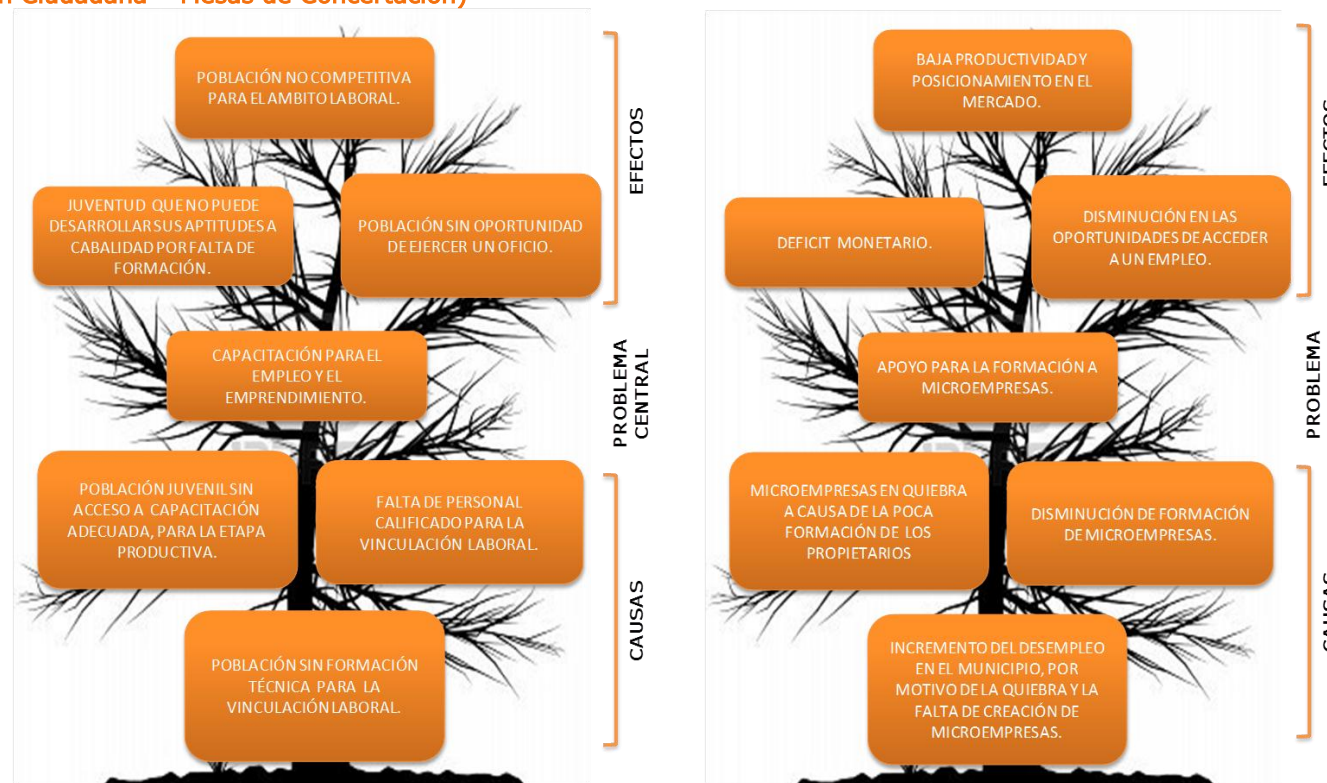 n Ciudadana – Mesas de Concertación)
POBLACIÓN NO COMPETITIVA
PARA EL AMBITO LABORAL.
JUVENTUD QUE NO PUEDE
DESARROLLAR SUS APTITUDES A
CABALIDAD POR FALTA DE
FORMACIÓN.
POBLACIÓN SIN OPORTUNIDAD
DE EJERCER UN OFICIO.
EFECTOS
CAPACITACIÓN PARA EL
EMPLEO Y EL
EMPRENDIMIENTO.
PROBLEMA
CENTRAL
POBLACIÓN JUVENIL SIN
ACCESO A CAPACITACIÓN
ADECUADA, PARA LA ETAPA
PRODUCTIVA.
FALTA DE PERSONAL
CALIFICADO PARA LA
VINCULACIÓN LABORAL.
POBLACIÓN SIN FORMACIÓN
TÉCNICA PARA LA
VINCULACIÓN LABORAL.
CAUSAS
BAJA PRODUCTIVIDAD Y
POSICIONAMIENTO EN EL
MERCADO.
DEFICIT MONETARIO.
DISMINUCIÓN EN LAS
OPORTUNIDADES DE ACCEDER
A UN EMPLEO.
EFECTOS
APOYO PARA LA FORMACIÓN A
MICROEMPRESAS.
PROBLEMA
MICROEMPRESAS EN QUIEBRA
A CAUSA DE LA POCA
FORMACIÓN DE LOS
PROPIETARIOS
DISMINUCIÓN DE FORMACIÓN
DE MICROEMPRESAS.
INCREMENTO DEL DESEMPLEO
EN EL MUNICIPIO, POR
MOTIVO DE LA QUIEBRA Y LA
FALTA DE CREACIÓN DE
MICROEMPRESAS.
CAUSAS